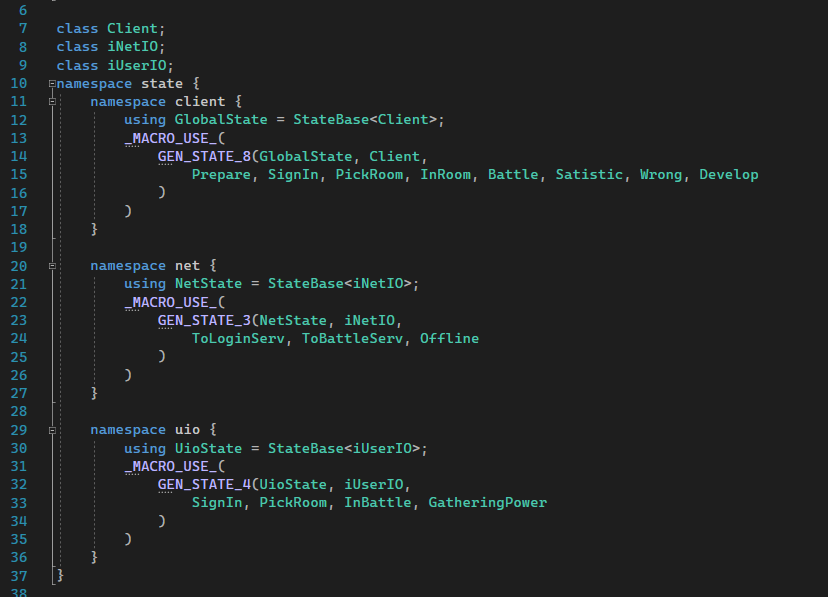 6
7 class Client;
8 class iNetIO;
9 class iUserIO;
10 namespace state {
11 namespace client {
12 using GlobalState = StateBase<Client>;
13 _MACRO_USE_(
14 GEN_STATE_8(GlobalState, Client,
15 Prepare, SignIn, PickRoom, InRoom, Battle, Satistic, Wrong, Develop
16 )
17 )
18 }
19
20 namespace net {
21 using NetState = StateBase<iNetIO>;
22 _MACRO_USE_(
23 GEN_STATE_3(NetState, iNetIO,
24 ToLoginServ, ToBattleServ, Offline
25 )
26 )
27 }
28
29 namespace uio {
30 using UioState = StateBase<iUserIO>;
31 _MACRO_USE_(
32 GEN_STATE_4(UioState, iUserIO,
33 SignIn, PickRoom, InBattle, GatheringPower
34 )
35 )
36 }
37 }
38